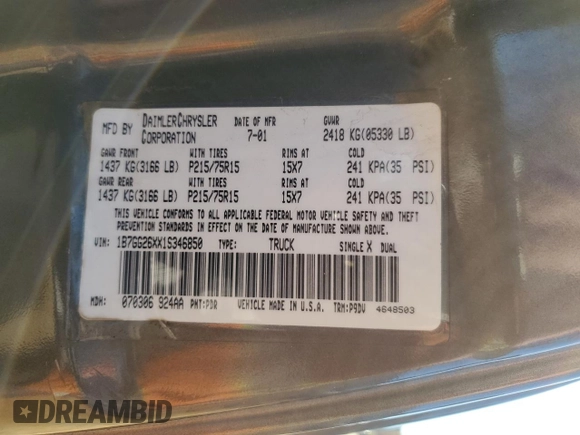 MFD BY DAIMLERCHRYSLER CORPORATION DATE OF MFR 7-01 GVWR 2418 KG(05330 LB)
GAWR FRONT WITH TIRES RIMS AT COLD
1437 KG(3166 LB) P215/75R15 15X7 241 KPA(35 PSI)
GAWR REAR WITH TIRES RIMS AT COLD
1437 KG(3166 LB) P215/75R15 15X7 241 KPA(35 PSI)
THIS VEHICLE CONFORMS TO ALL APPLICABLE FEDERAL MOTOR VEHICLE SAFETY AND THEFT
PREVENTION STANDARDS IN EFFECT ON THE DATE OF MANUFACTURE SHOWN ABOVE.
VIN: 1B7GG26XX1S346850 TYPE: TRUCK SINGLE X DUAL
MDH: 070306 924AA PNT:PDR VEHICLE MADE IN U.S.A. TRM:P9DV 4648503
DREAMBID